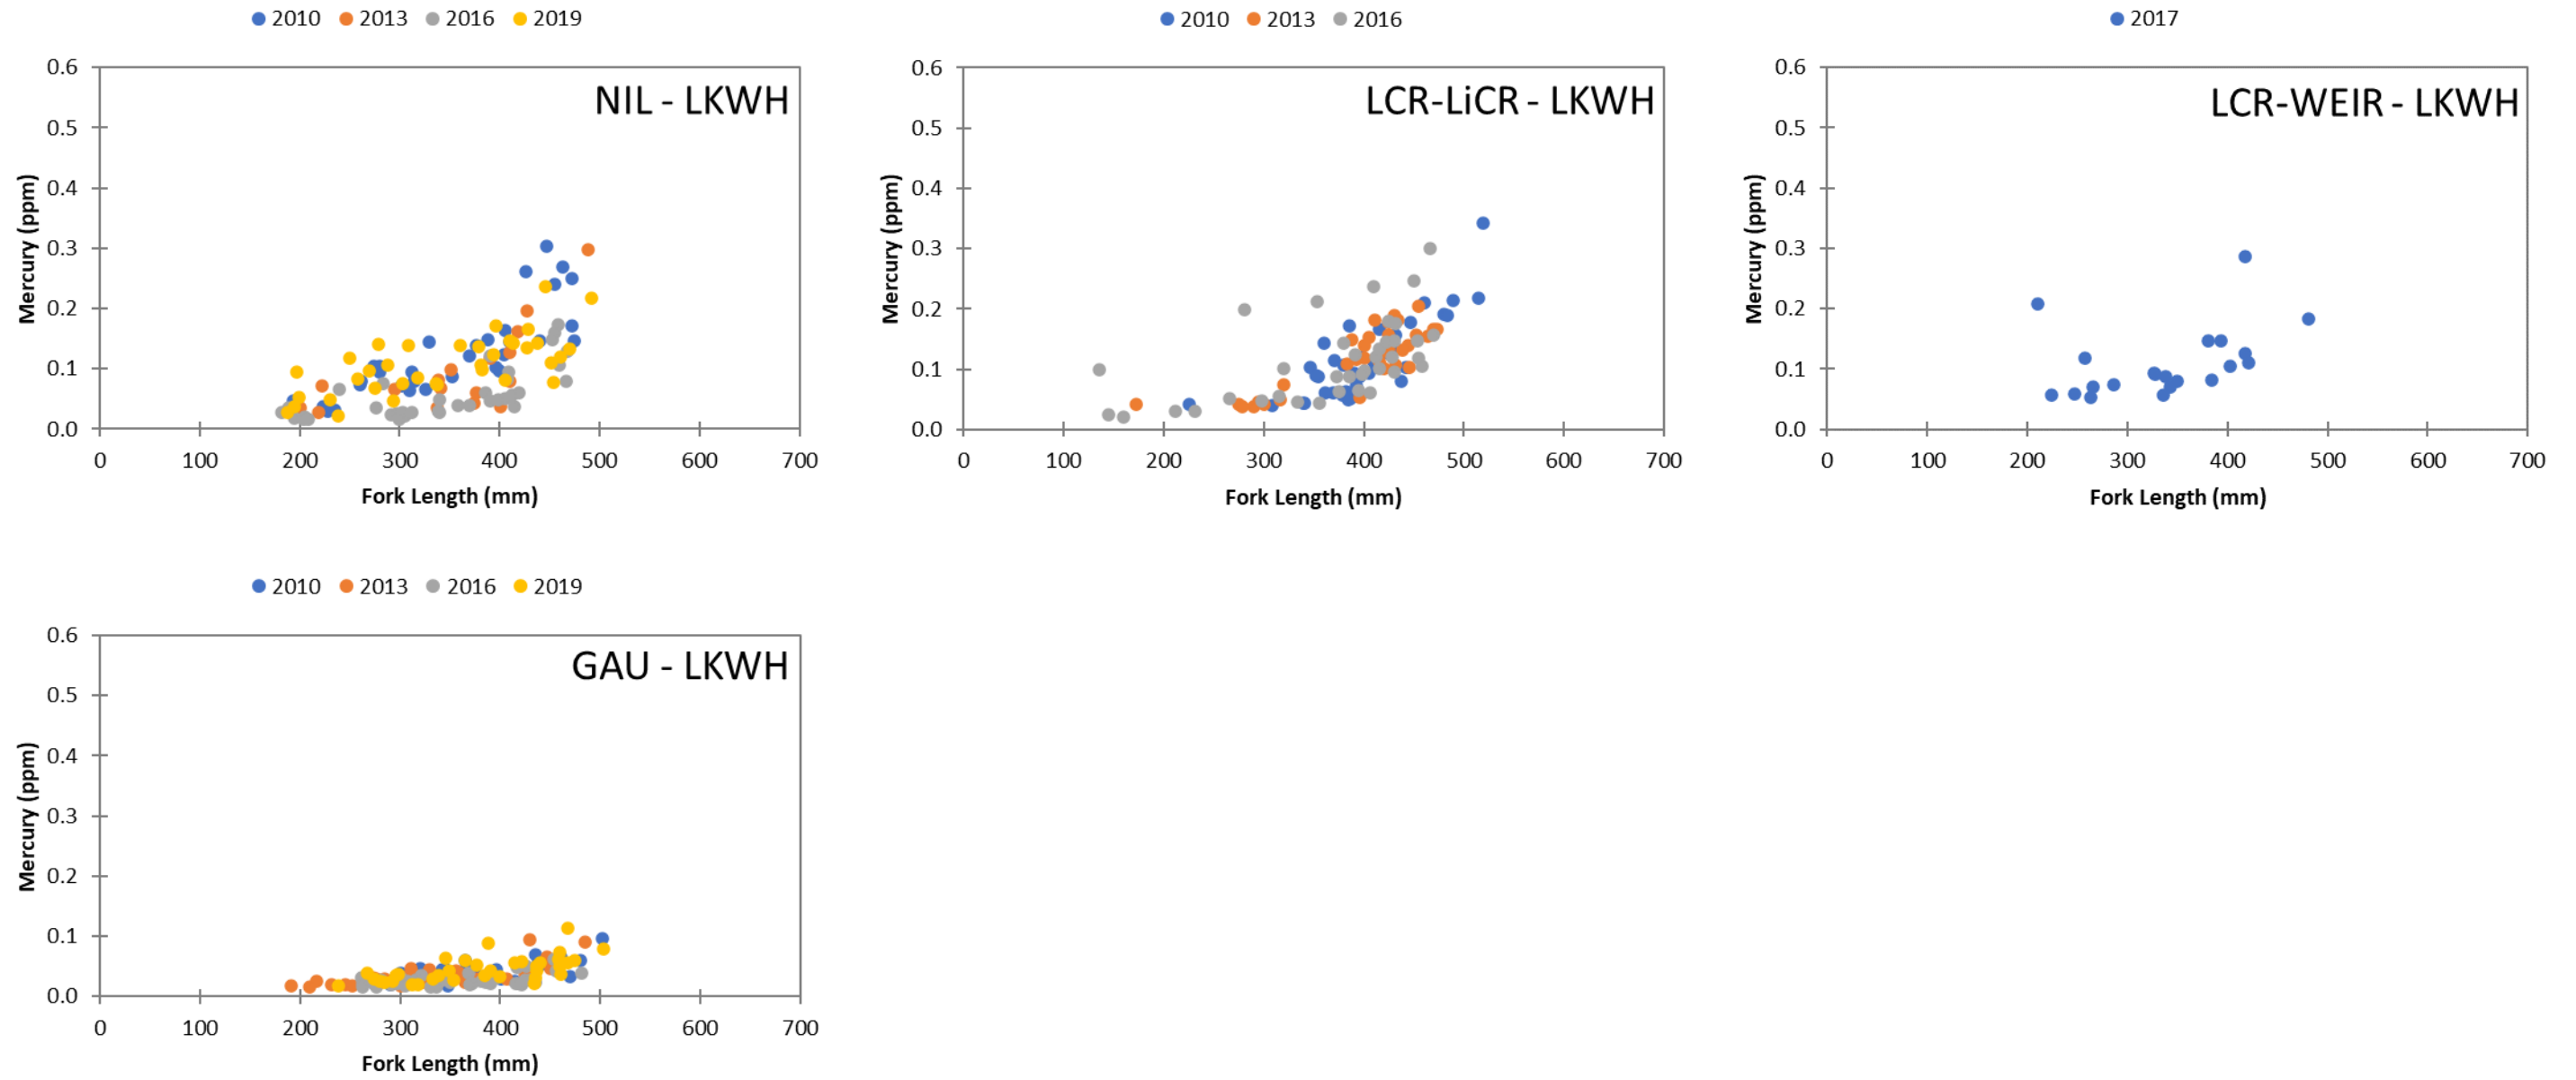 2010 2013 2016 2019
NIL - LKWH
Mercury (ppm)
0.6
0.5
0.4
0.3
0.2
0.1
0.0
0 100 200 300 400 500 600 700
Fork Length (mm)
2010 2013 2016
LCR-LiCR - LKWH
Mercury (ppm)
0.6
0.5
0.4
0.3
0.2
0.1
0.0
0 100 200 300 400 500 600 700
Fork Length (mm)
2017
LCR-WEIR - LKWH
Mercury (ppm)
0.6
0.5
0.4
0.3
0.2
0.1
0.0
0 100 200 300 400 500 600 700
Fork Length (mm)
2010 2013 2016 2019
GAU - LKWH
Mercury (ppm)
0.6
0.5
0.4
0.3
0.2
0.1
0.0
0 100 200 300 400 500 600 700
Fork Length (mm)